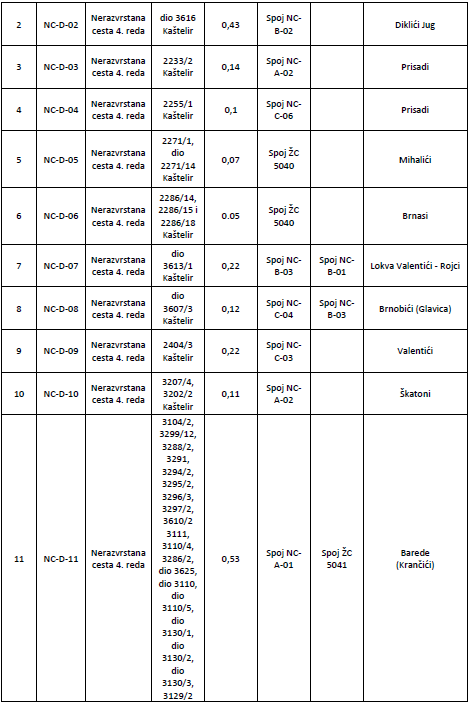 2 NC-D-02 Nerazvrstana cesta 4. reda dio 3616 Kaštelir 0,43 Spoj NC-B-02 Diklići Jug
3 NC-D-03 Nerazvrstana cesta 4. reda 2233/2 Kaštelir 0,14 Spoj NC-A-02 Prisadi
4 NC-D-04 Nerazvrstana cesta 4. reda 2255/1 Kaštelir 0,1 Spoj NC-C-06 Prisadi
5 NC-D-05 Nerazvrstana cesta 4. reda 2271/1, dio 2271/14 Kaštelir 0,07 Spoj ŽC 5040 Mihalići
6 NC-D-06 Nerazvrstana cesta 4. reda 2286/14, 2286/15 i 2286/18 Kaštelir 0.05 Spoj ŽC 5040 Brnasi
7 NC-D-07 Nerazvrstana cesta 4. reda dio 3613/1 Kaštelir 0,22 Spoj NC-B-03 Spoj NC-B-01 Lokva Valentići - Rojci
8 NC-D-08 Nerazvrstana cesta 4. reda dio 3607/3 Kaštelir 0,12 Spoj NC-C-04 Spoj NC-B-03 Brnobići (Glavica)
9 NC-D-09 Nerazvrstana cesta 4. reda 2404/3 Kaštelir 0,22 Spoj NC-C-03 Valentići
10 NC-D-10 Nerazvrstana cesta 4. reda 3207/4, 3202/2 Kaštelir 0,11 Spoj NC-A-02 Škatoni
11 NC-D-11 Nerazvrstana cesta 4. reda 3104/2, 3299/12, 3288/2, 3291, 3294/2, 3295/2, 3296/3, 3297/2, 3610/2 3111, 3110/4, 3286/2, dio 3625, dio 3110, dio 3110/5, dio 3130/1, dio 3130/2, dio 3130/3, 3129/2 0,53 Spoj NC-A-01 Spoj ŽC 5041 Barede (Krančići)